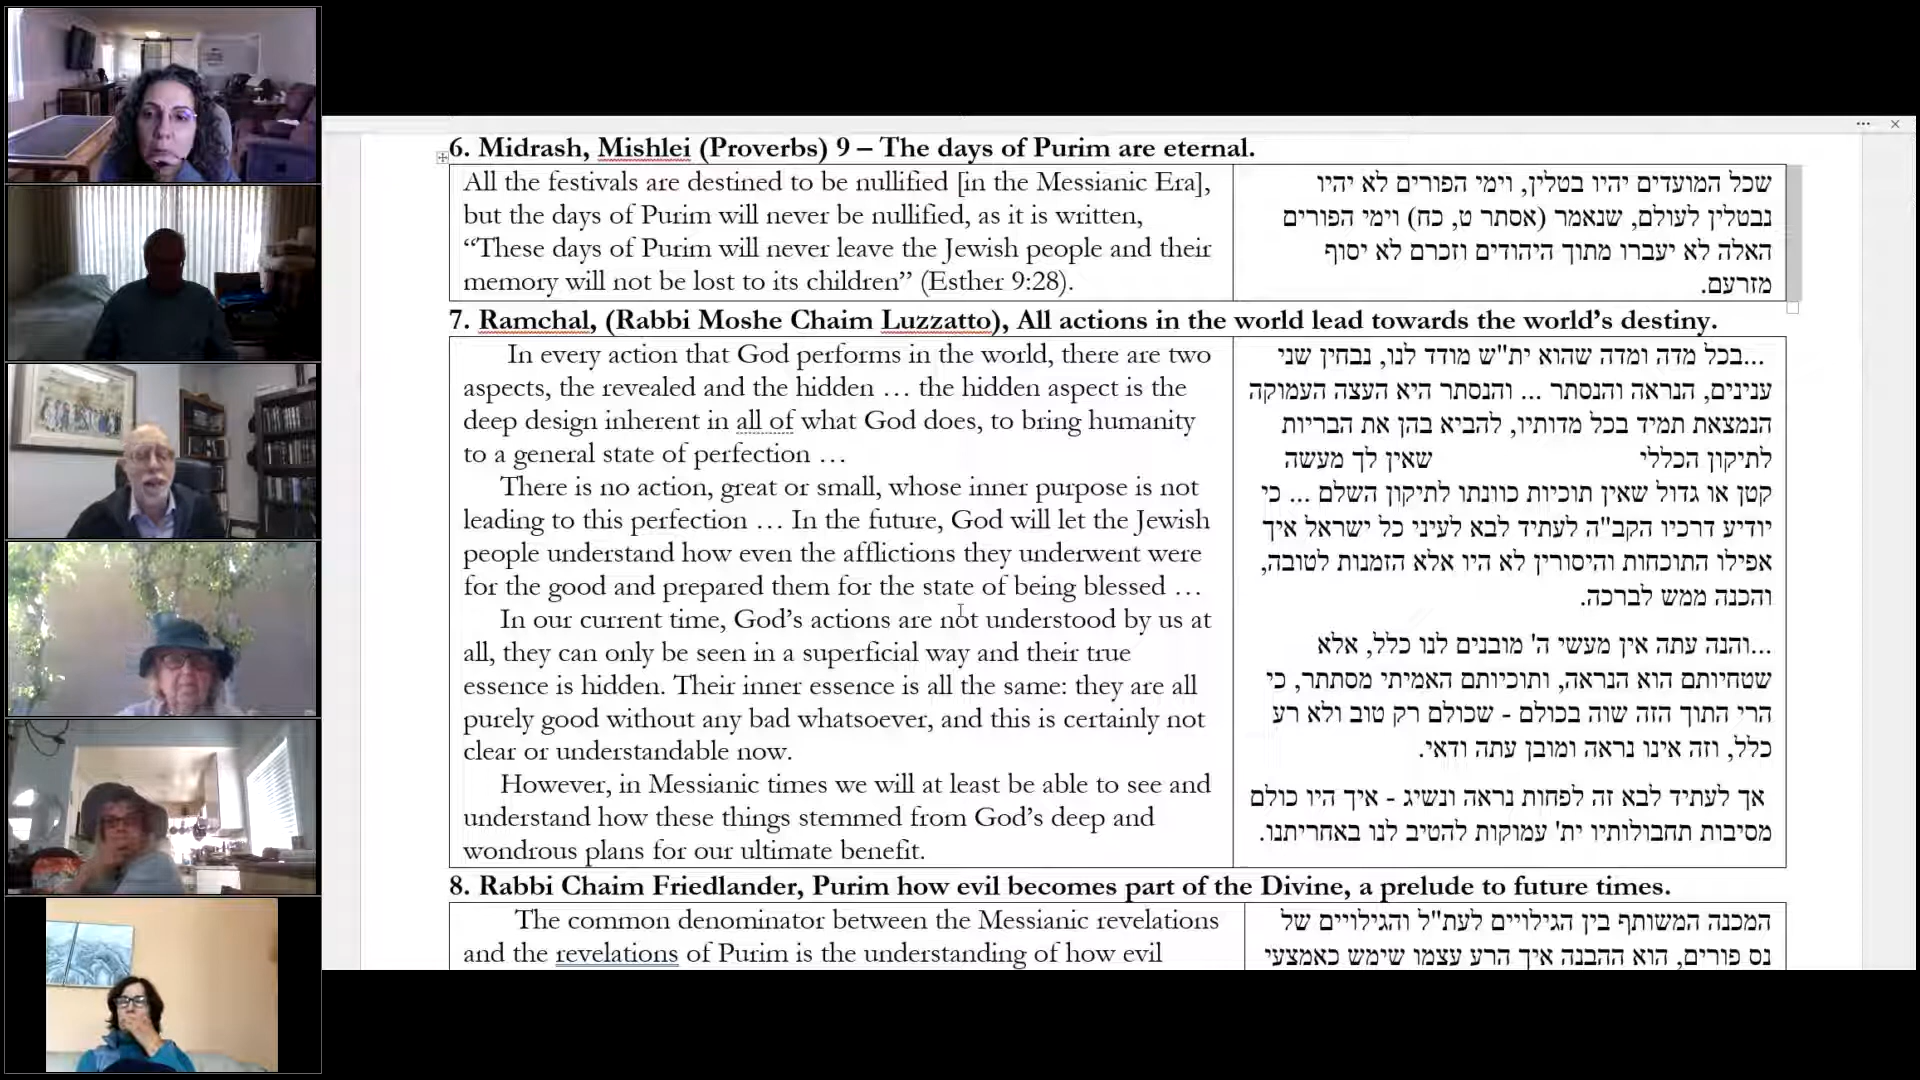 6. Midrash, Mishlei (Proverbs) 9 – The days of Purim are eternal.
All the festivals are destined to be nullified [in the Messianic Era],
but the days of Purim will never be nullified, as it is written,
“These days of Purim will never leave the Jewish people and their
memory will not be lost to its children” (Esther 9:28).
שכל המועדים יהיו בטלין, וימי הפורים לא יהיו
נבטלין לעולם, שנאמר (אסתר ט, כח) וימי הפורים
האלה לא יעברו מתוך היהודים וזכרם לא יסוף
מזרעם.
7. Ramchal, (Rabbi Moshe Chaim Luzzatto), All actions in the world lead towards the world’s destiny.
In every action that God performs in the world, there are two
aspects, the revealed and the hidden … the hidden aspect is the
deep design inherent in all of what God does, to bring humanity
to a general state of perfection …
There is no action, great or small, whose inner purpose is not
leading to this perfection … In the future, God will let the Jewish
people understand how even the afflictions they underwent were
for the good and prepared them for the state of being blessed …
In our current time, God’s actions are not understood by us at
all, they can only be seen in a superficial way and their true
essence is hidden. Their inner essence is all the same: they are all
purely good without any bad whatsoever, and this is certainly not
clear or understandable now.
However, in Messianic times we will at least be able to see and
understand how these things stemmed from God’s deep and
wondrous plans for our ultimate benefit.
...בכל מדה ומדה שהוא ית"ש מודד לנו, נבחין שני
ענינים, הנראה והנסתר ... והנסתר היא העצה העמוקה
הנמצאת תמיד בכל מדותיו, להביא בהן את הבריות
לתיקון הכללי שאין לך מעשה
קטן או גדול שאין תוכיות כוונתו לתיקון השלם ... כי
יודיע דרכיו הקב"ה לעתיד לבא לעיני כל ישראל איך
אפילו התוכחות והיסורין לא היו אלא הזמנות לטובה,
והכנה ממש לברכה.
...והנה עתה אין מעשי ה' מובנים לנו כלל, אלא
שטחיותם הוא הנראה, ותוכיותם האמיתי מסתתר, כי
הרי התוך הזה שוה בכולם - שכולם רק טוב ולא רע
כלל, וזה אינו נראה ומובן עתה ודאי.
אך לעתיד לבא זה לפחות נראה ונשיג - איך היו כולם
מסיבות תחבולותיו ית' עמוקות להטיב לנו באחריתנו.
8. Rabbi Chaim Friedlander, Purim how evil becomes part of the Divine, a prelude to future times.
The common denominator between the Messianic revelations
and the revelations of Purim is the understanding of how evil
המכנה המשותף בין הגילויים לעת"ל והגילויים של
נס פורים, הוא ההבנה איך הרע עצמו שימש כאמצעי